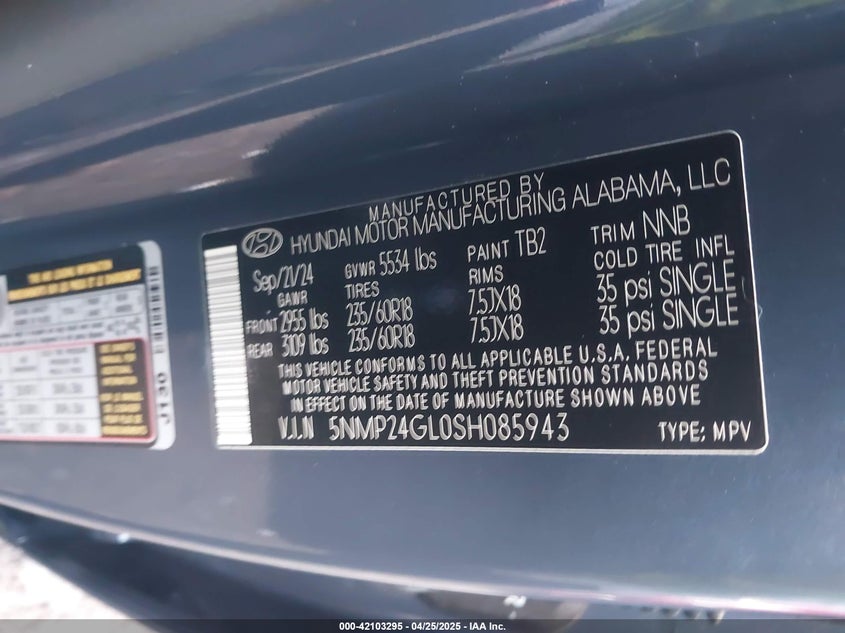 MANUFACTURED BY
HYUNDAI MOTOR MANUFACTURING ALABAMA, LLC
Sep/21/24 GVWR 5534 lbs PAINT TB2 TRIM NNB
GAWR TIRES RIMS COLD TIRE INFL
FRONT 2955 lbs 235/60R18 7.5JX18 35 psi SINGLE
REAR 3109 lbs 235/60R18 7.5JX18 35 psi SINGLE
THIS VEHICLE CONFORMS TO ALL APPLICABLE U.S.A. FEDERAL
MOTOR VEHICLE SAFETY AND THEFT PREVENTION STANDARDS
IN EFFECT ON THE DATE OF MANUFACTURE SHOWN ABOVE
V.I.N 5NMP24GL0SH085943 TYPE: MPV
J130
000-42103295 - 04/25/2025 - IAA Inc.